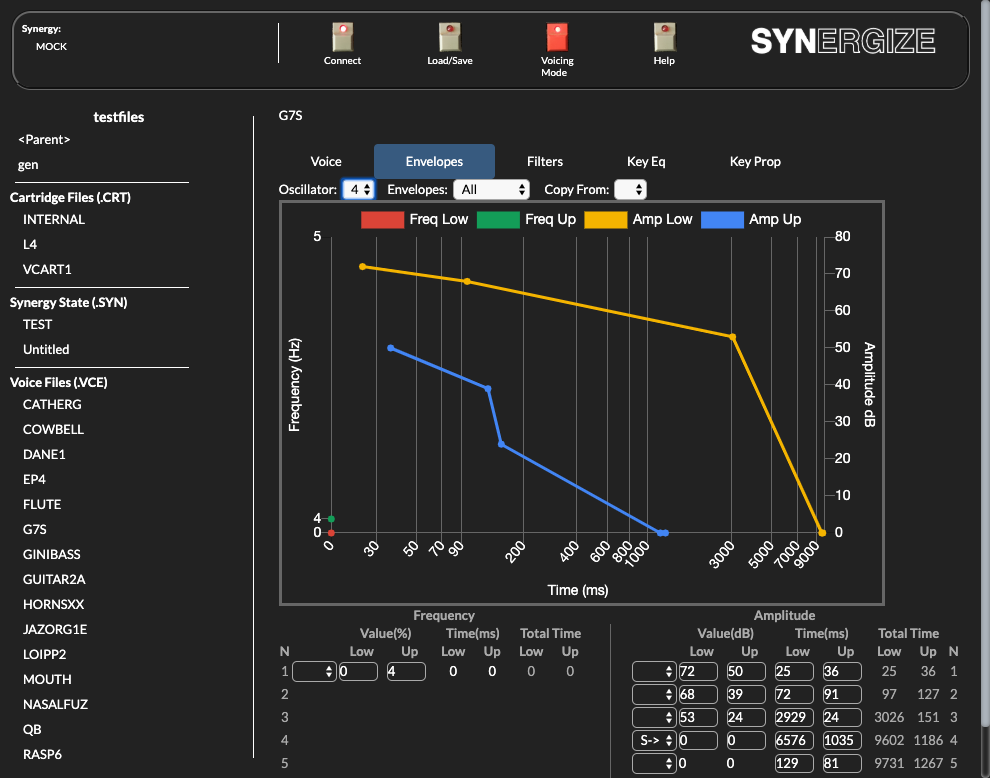 Synergy:
MOCK
Connect
Load/Save
Voicing
Mode
Help
SYNERGIZE
testfiles
<Parent>
gen
Cartridge Files (.CRT)
INTERNAL
L4
VCART1
Synergy State (.SYN)
TEST
Untitled
Voice Files (.VCE)
CATHERG
COWBELL
DANE1
EP4
FLUTE
G7S
GINIBASS
GUITAR2A
HORNSXX
JAZORG1E
LOIPP2
MOUTH
NASALFUZ
QB
RASP6
G7S
Voice Envelopes Filters Key Eq Key Prop
Oscillator: 4 Envelopes: All Copy From:
Freq Low Freq Up Amp Low Amp Up
5
4
0
Frequency (Hz)
80
70
60
50
40
30
20
10
0
Amplitude dB
0 30 50 70 90 200 400 600 800 1000 3000 5000 7000 9000
Time (ms)
Frequency Amplitude
Value(%) Time(ms) Total Time Value(dB) Time(ms) Total Time
N Low Up Low Up Low Up Low Up Low Up Low Up N
1 0 4 0 0 0 0 72 50 25 36 25 36 1
2 68 39 72 91 97 127 2
3 53 24 2929 24 3026 151 3
4 S-> 0 0 6576 1035 9602 1186 4
5 0 0 129 81 9731 1267 5